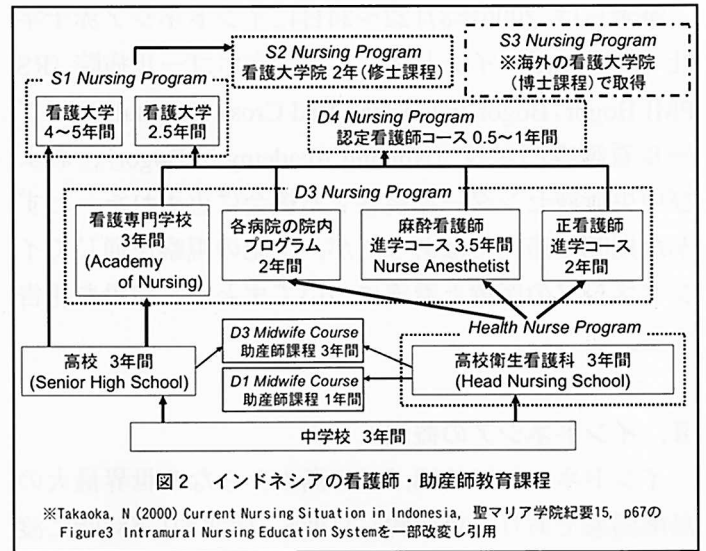 S2 Nursing Program
看護大学院 2年(修士課程)
S3 Nursing Program
※海外の看護大学院
(博士課程)で取得
S1 Nursing Program
看護大学
4～5年間
看護大学
2.5年間
D4 Nursing Program
認定看護師コース 0.5～1年間
D3 Nursing Program
看護専門学校
3年間
(Academy
of Nursing)
各病院の院内
プログラム
2年間
麻酔看護師
進学コース 3.5年間
Nurse Anesthetist
正看護師
進学コース
2年間
Health Nurse Program
高校 3年間
(Senior High School)
D3 Midwife Course
助産師課程 3年間
D1 Midwife Course
助産師課程 1年間
高校衛生看護科 3年間
(Head Nursing School)
中学校 3年間
図2 インドネシアの看護師・助産師教育課程
※Takaoka, N (2000) Current Nursing Situation in Indonesia, 聖マリア学院紀要15, p67の
Figure3 Intramural Nursing Education Systemを一部改変し引用